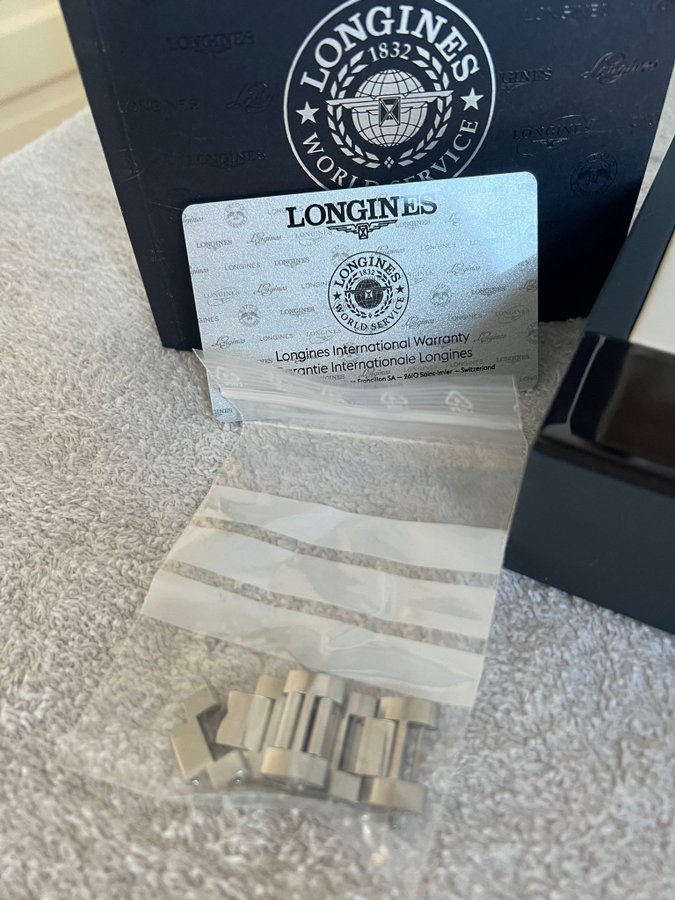 LONGINES
1832
WORLD SERVICE
LONGINES
LONGINES
1832
WORLD SERVICE
Longines International Warranty
Garantie Internationale Longines
Francillon SA – 2610 Saint-Imier – Switzerland